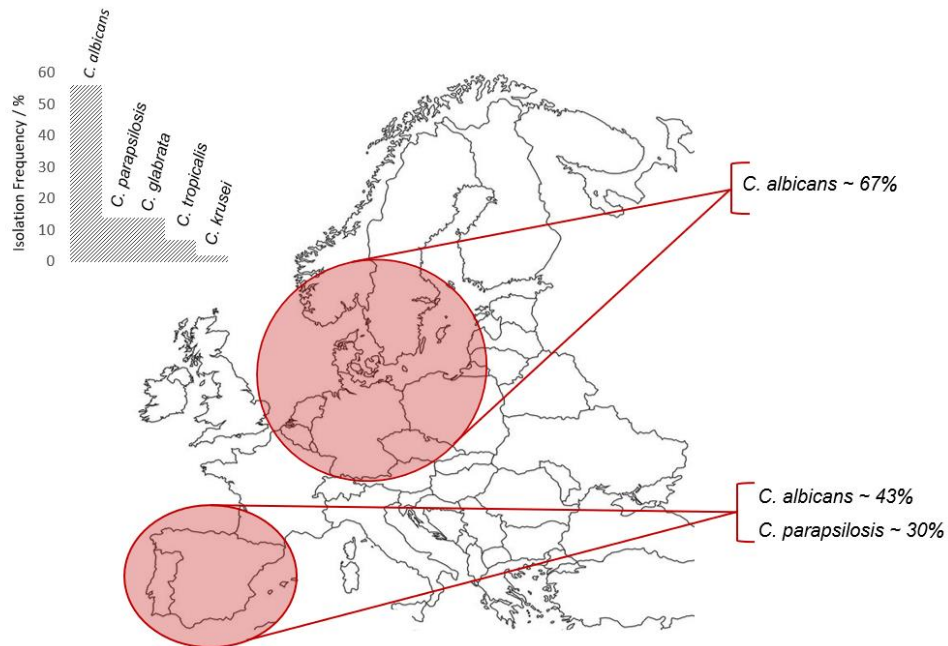 Isolation Frequency / %
60
50
40
30
20
10
0
C. albicans
C. parapsilosis
C. glabrata
C. tropicalis
C. krusei
C. albicans ~ 67%
C. albicans ~ 43%
C. parapsilosis ~ 30%